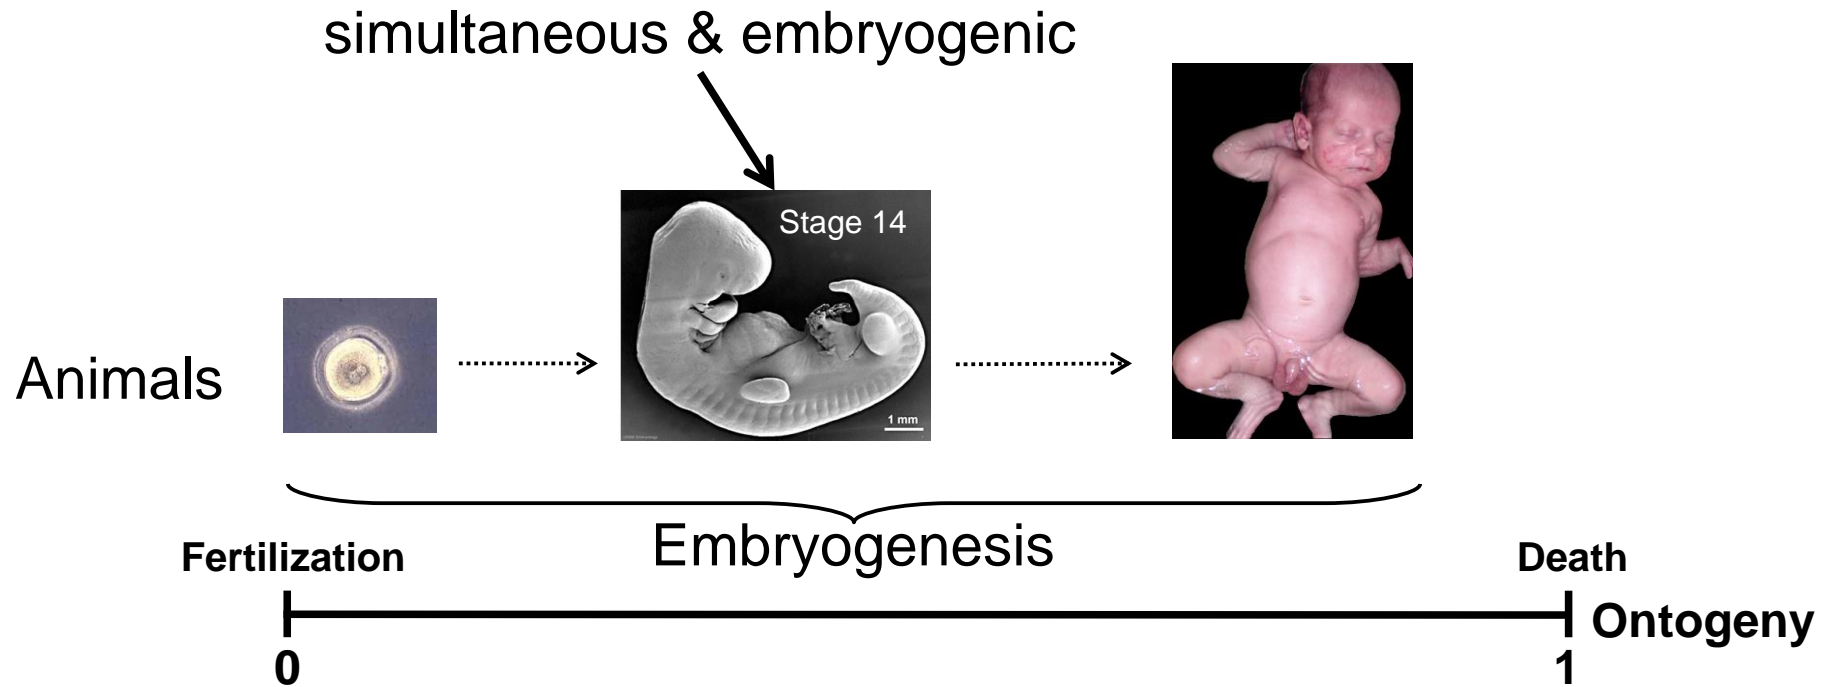 simultaneous & embryogenic
Stage 14
Animals
1 mm
Embryogenesis
Fertilization
Death
Ontogeny
0
1